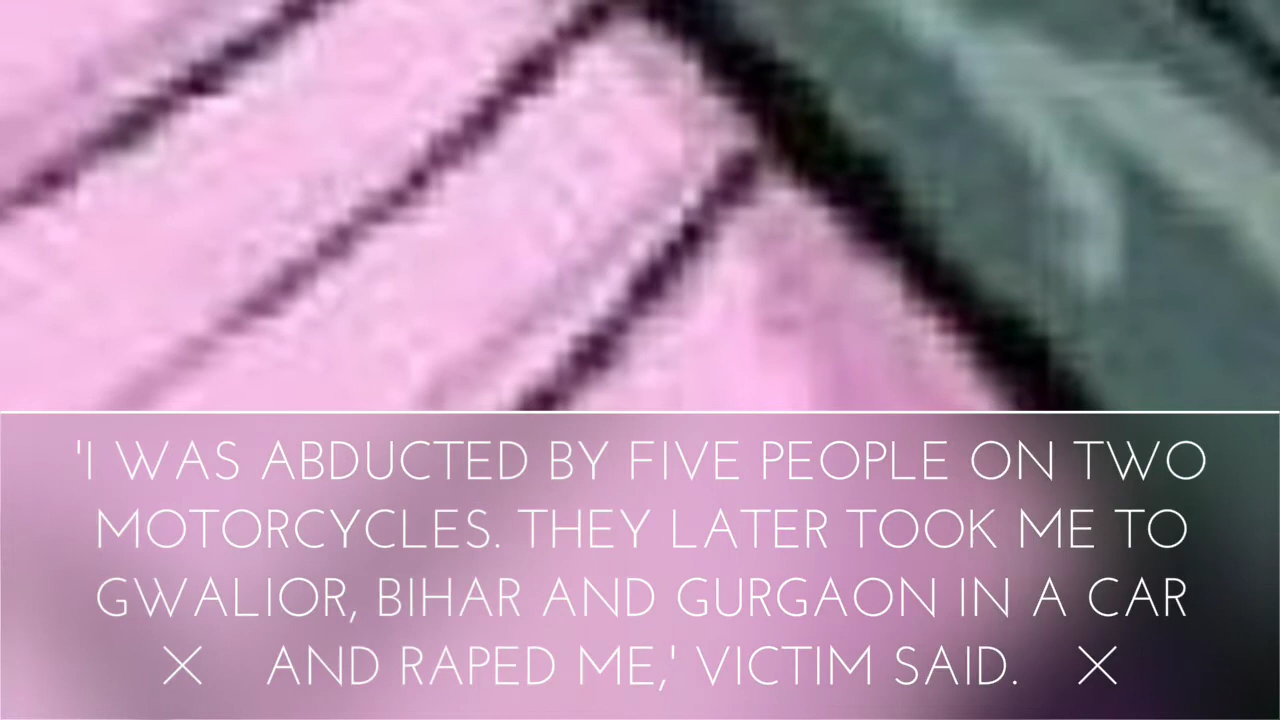 'I WAS ABDUCTED BY FIVE PEOPLE ON TWO
MOTORCYCLES. THEY LATER TOOK ME TO
GWALIOR, BIHAR AND GURGAON IN A CAR
AND RAPED ME,' VICTIM SAID.